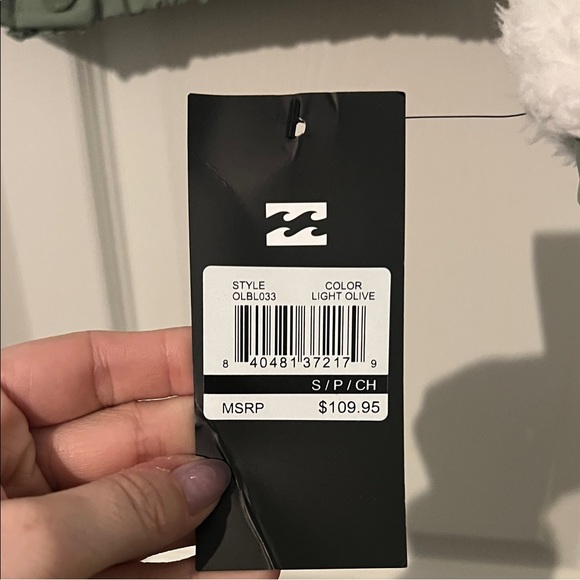 STYLE COLOR
OLBL033 LIGHT OLIVE
8 40481 37217 9
S / P / CH
MSRP $109.95